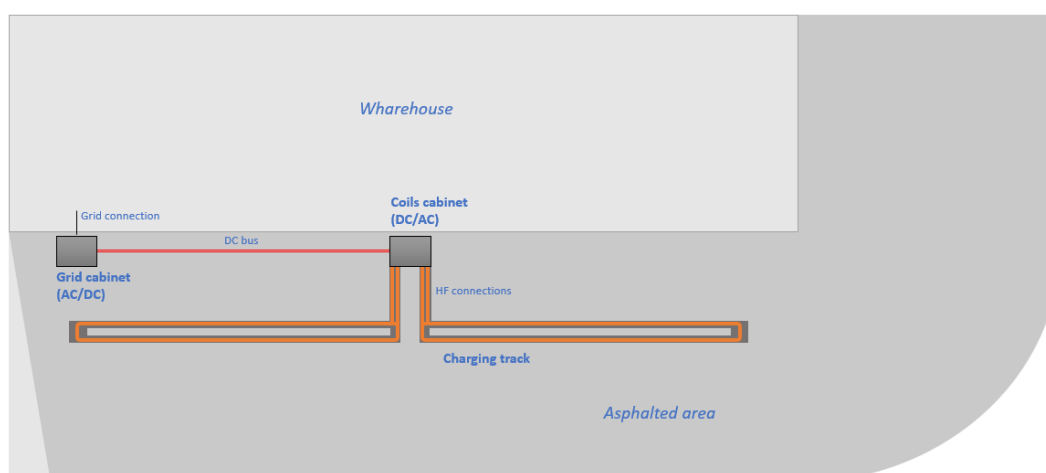 Wharehouse
Coils cabinet
(DC/AC)
Grid connection
DC bus
Grid cabinet
(AC/DC)
HF connections
Charging track
Asphalted area